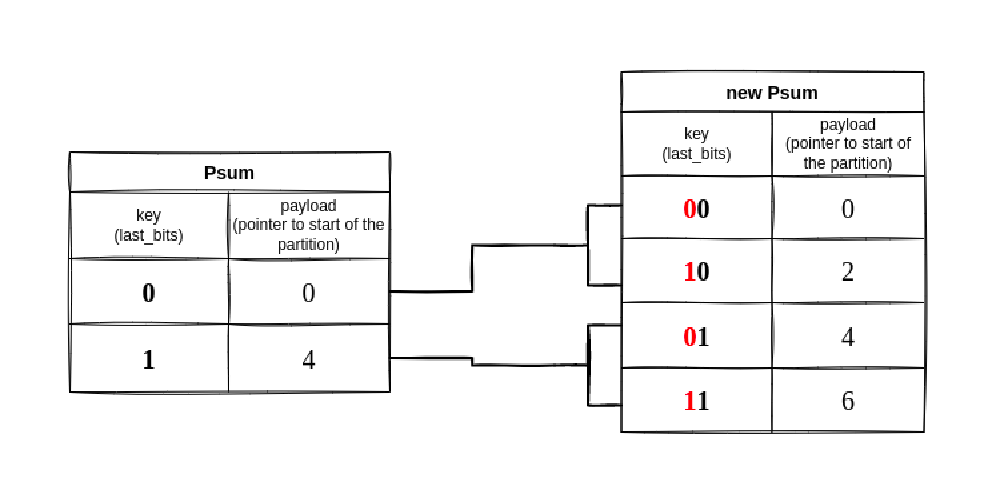 Psum
key
(last_bits)
payload
(pointer to start of the
partition)
0
0
1
4
new Psum
key
(last_bits)
payload
(pointer to start of
the partition)
00
0
10
2
01
4
11
6